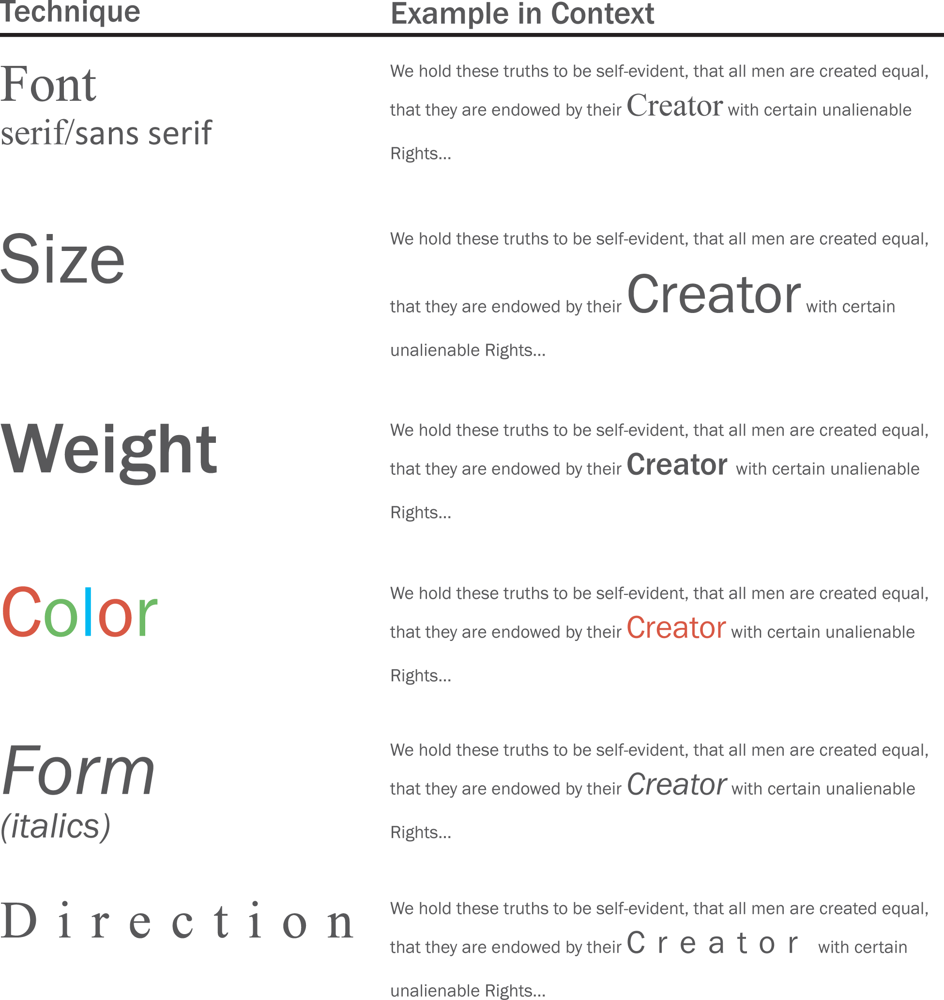 Technique	Example in Context
Font
serif/sans serif
We hold these truths to be self-evident, that all men are created equal,
that they are endowed by their Creator with certain unalienable
Rights...
Size
We hold these truths to be self-evident, that all men are created equal,
that they are endowed by their Creator with certain
unalienable Rights...
Weight
We hold these truths to be self-evident, that all men are created equal,
that they are endowed by their Creator with certain unalienable
Rights...
Color
We hold these truths to be self-evident, that all men are created equal,
that they are endowed by their Creator with certain unalienable
Rights...
Form
(italics)
We hold these truths to be self-evident, that all men are created equal,
that they are endowed by their Creator with certain unalienable
Rights...
Direction
We hold these truths to be self-evident, that all men are created equal,
that they are endowed by their Creator with certain
unalienable Rights...